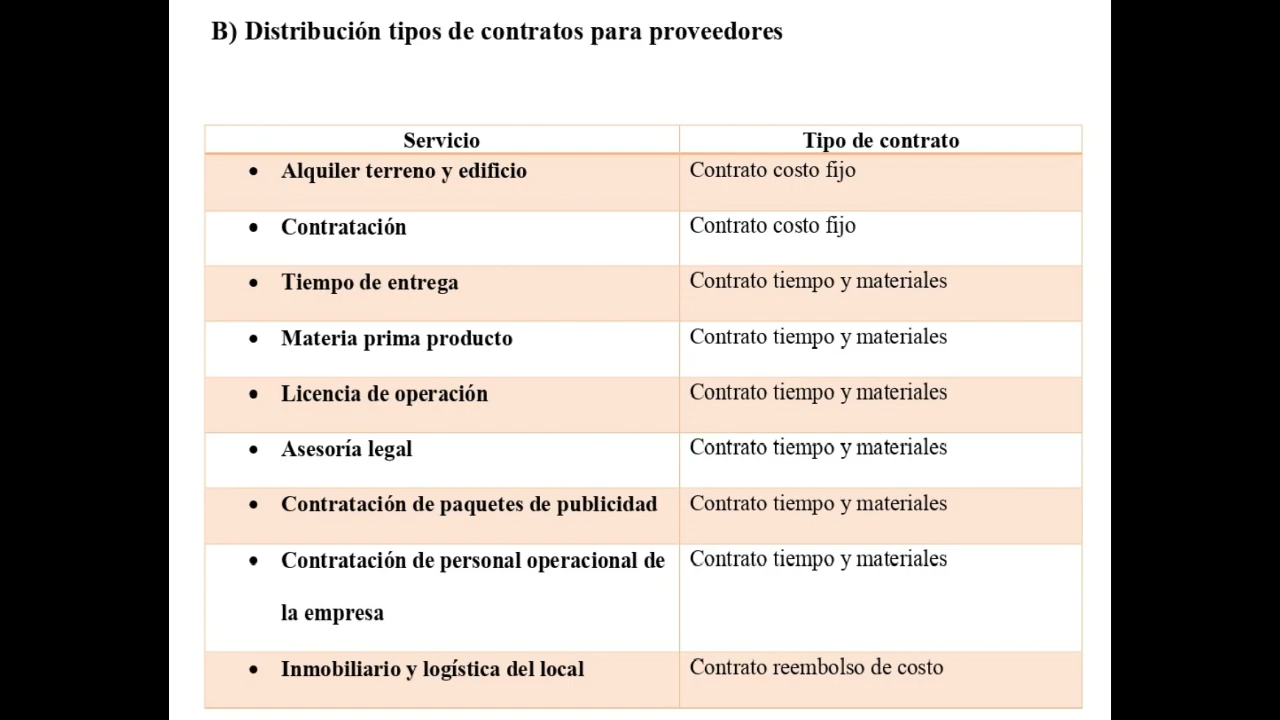 B) Distribución tipos de contratos para proveedores
Servicio Tipo de contrato
• Alquiler terreno y edificio Contrato costo fijo
• Contratación Contrato costo fijo
• Tiempo de entrega Contrato tiempo y materiales
• Materia prima producto Contrato tiempo y materiales
• Licencia de operación Contrato tiempo y materiales
• Asesoría legal Contrato tiempo y materiales
• Contratación de paquetes de publicidad Contrato tiempo y materiales
• Contratación de personal operacional de Contrato tiempo y materiales
la empresa
• Inmobiliario y logística del local Contrato reembolso de costo